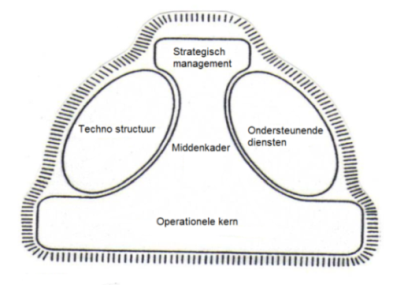 Strategisch
management
Techno structuur
Middenkader
Ondersteunende
diensten
Operationele kern